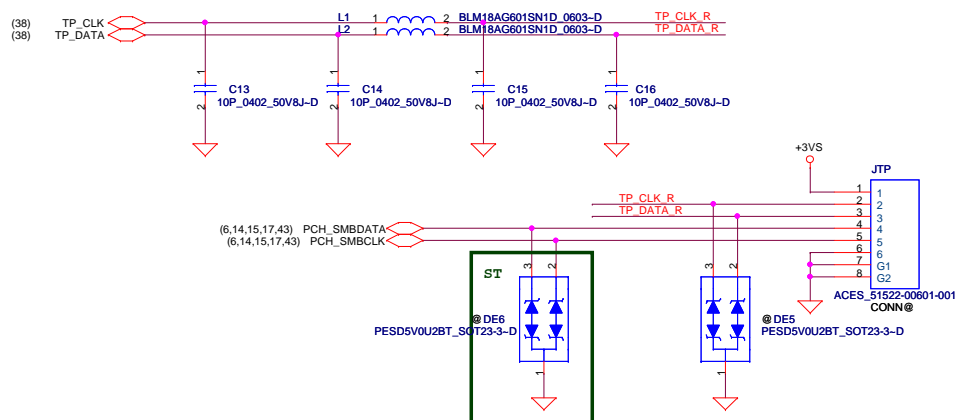 (38) TP_CLK L1 1 2 BLM18AG601SN1D_0603~D TP_CLK_R
(38) TP_DATA L2 1 2 BLM18AG601SN1D_0603~D TP_DATA_R
1 1 1 1
C13 C14 C15 C16
10P_0402_50V8J~D 10P_0402_50V8J~D 10P_0402_50V8J~D 10P_0402_50V8J~D
2 2 2 2
+3VS
JTP
1 1
TP_CLK_R 2 2
TP_DATA_R 3 3
(6,14,15,17,43) PCH_SMBDATA 4 4
(6,14,15,17,43) PCH_SMBCLK 5 5
6 6
7 G1
8 G2
ST 3 2 3 2
ACES_51522-00601-001
CONN@
@DE6 @DE5
PESD5V0U2BT_SOT23-3~D PESD5V0U2BT_SOT23-3~D
1 1